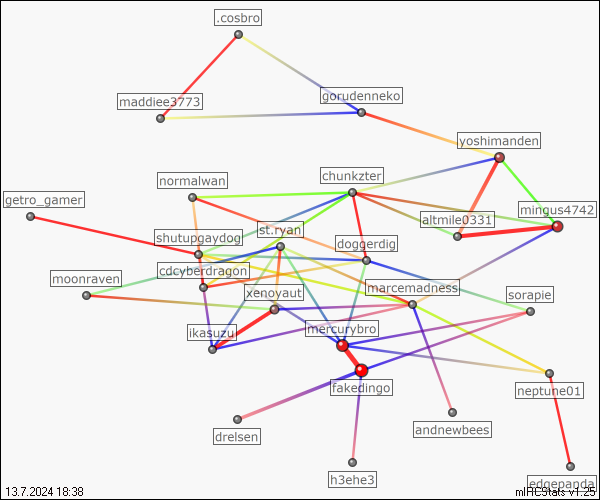 .cosbro
gorudenneko
maddiee3773
yoshimanden
chunkzter
normalwan
getro_gamer
mingus4742
altmile0331
st.ryan
shutupgaydog
doggerdig
cdcyberdragon
moonraven
marcemadness
xenoyaut
sorapie
mercurybro
ikasuzu
fakedingo
neptune01
andnewbees
drelsen
h3ehe3
edgepanda
13.7.2024 18:38
mIHCStats v1.25